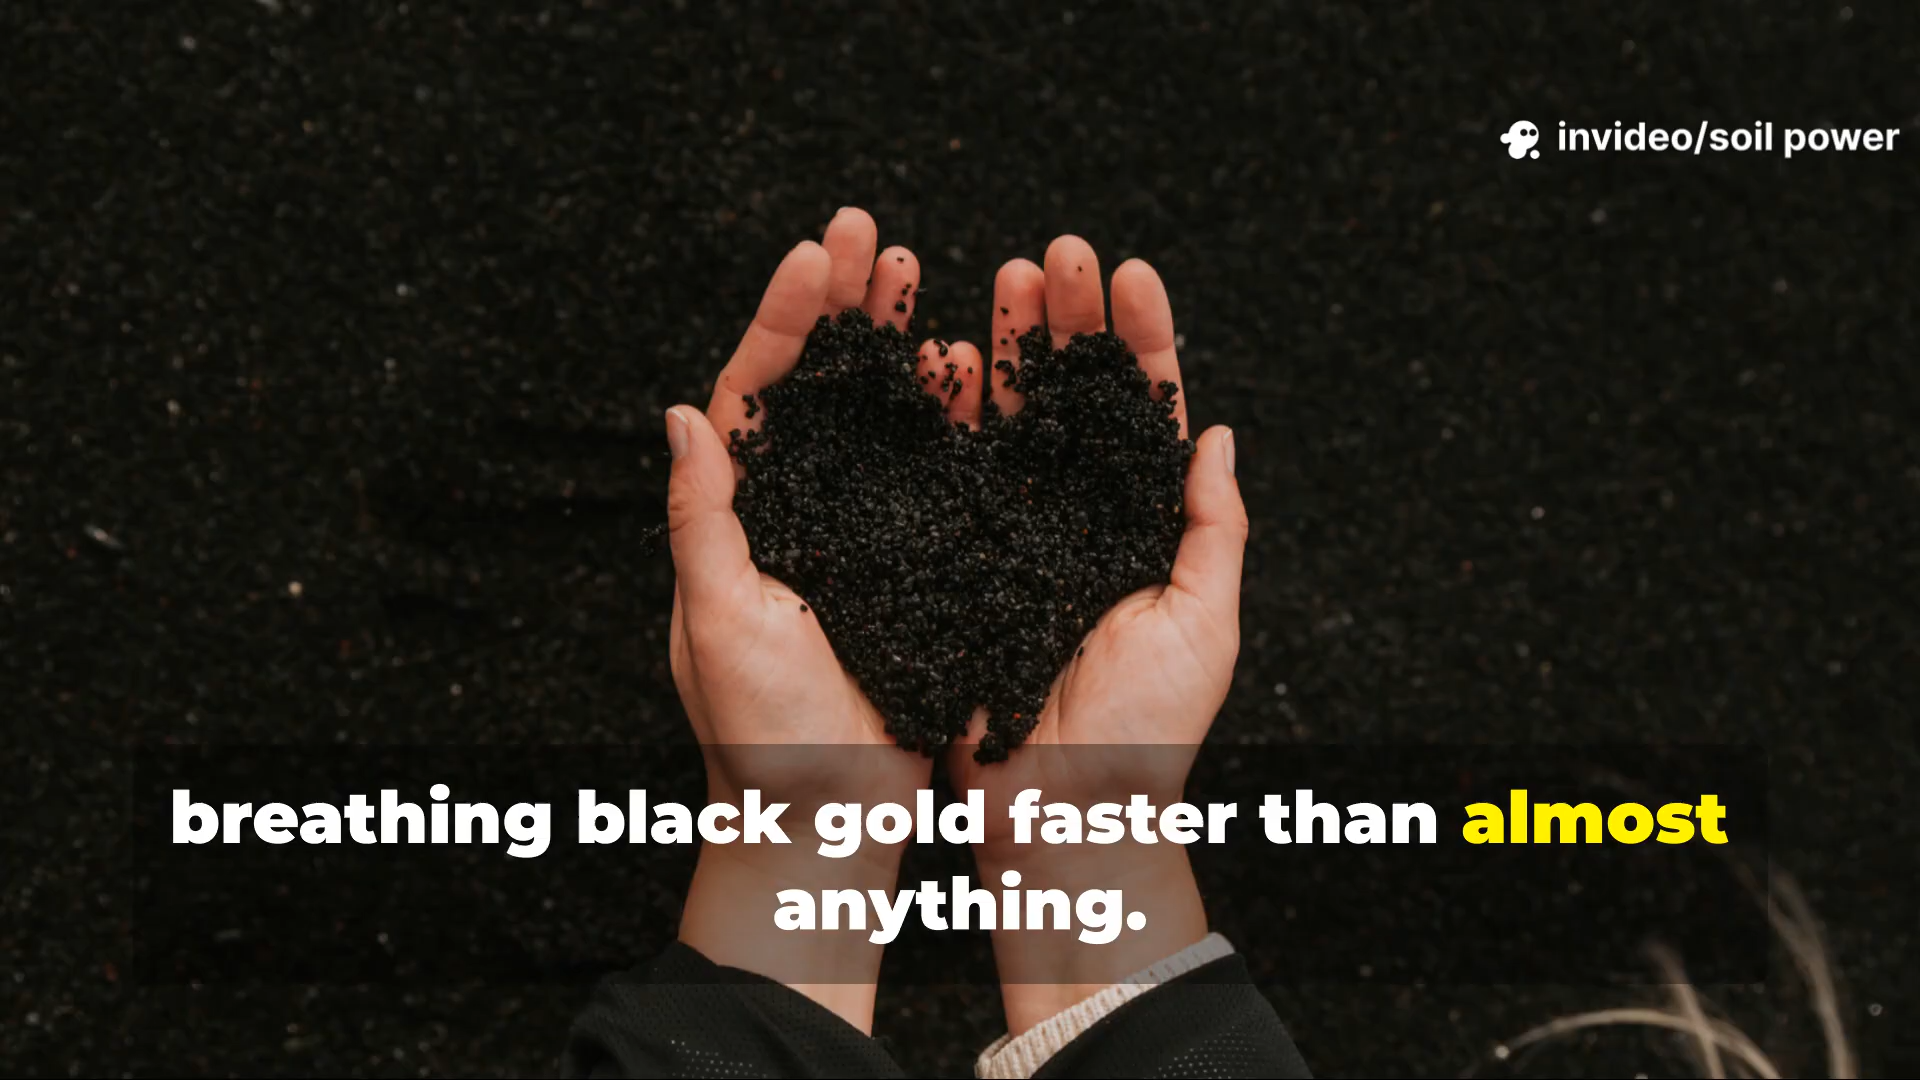 invideo/soil power
breathing black gold faster than almost
anything.